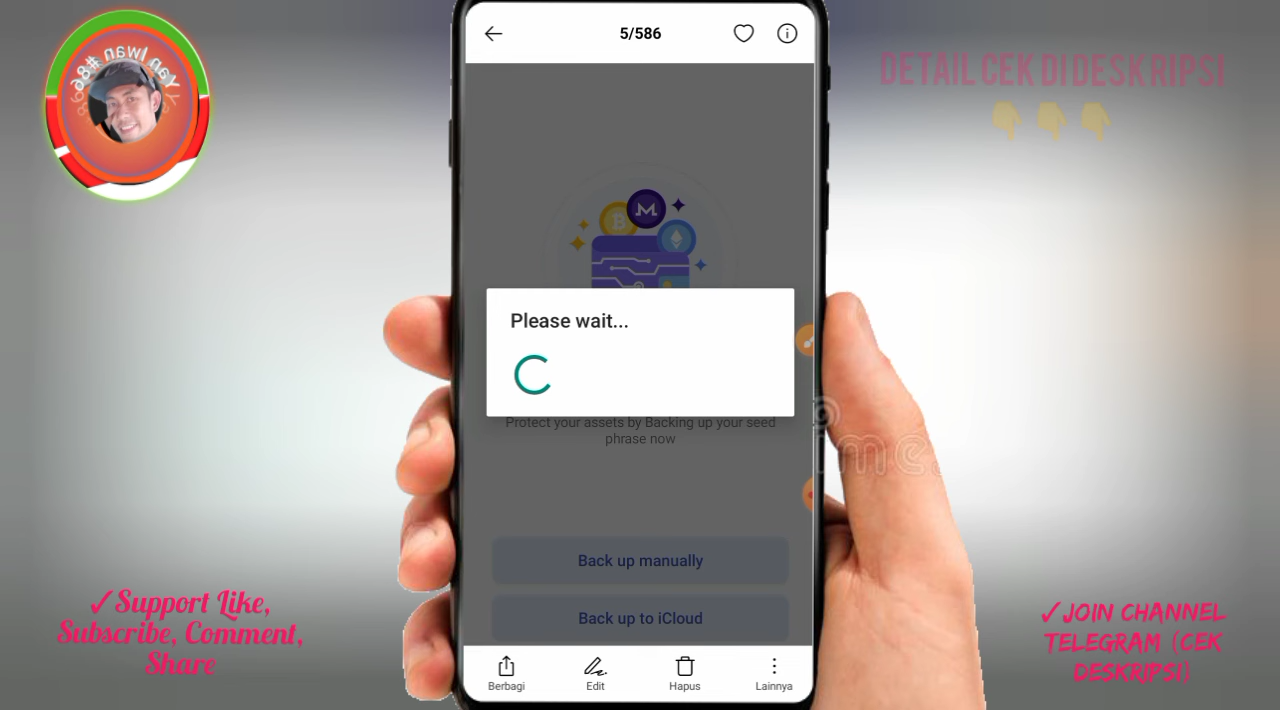 5/586
DETAIL CEK DI DESKRIPSI
Please wait...
Protect your assets by Backing up your seed
phrase now
Back up manually
Back up to iCloud
Berbagi
Edit
Hapus
Lainnya
✓Support Like,
Subscribe, Comment,
Share
✓JOIN CHANNEL
TELEGRAM (CEK
DESKRIPSI)